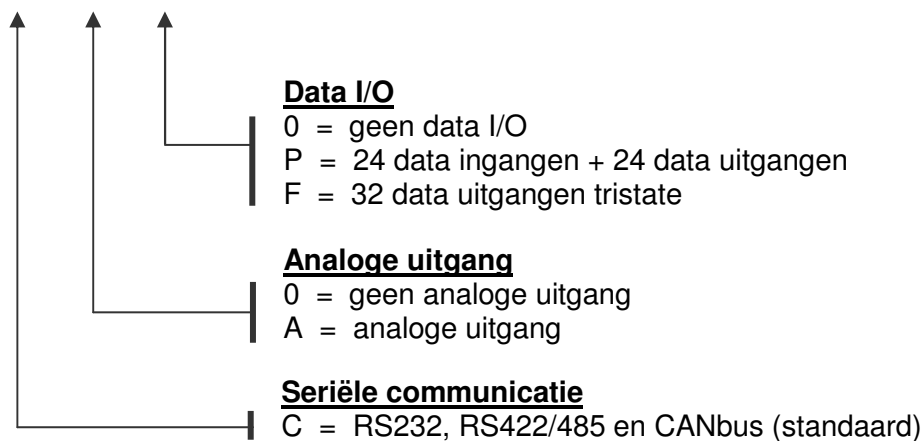 Data I/O
0 = geen data I/O
P = 24 data ingangen + 24 data uitgangen
F = 32 data uitgangen tristate
Analoge uitgang
0 = geen analoge uitgang
A = analoge uitgang
Seriële communicatie
C = RS232, RS422/485 en CANbus (standaard)